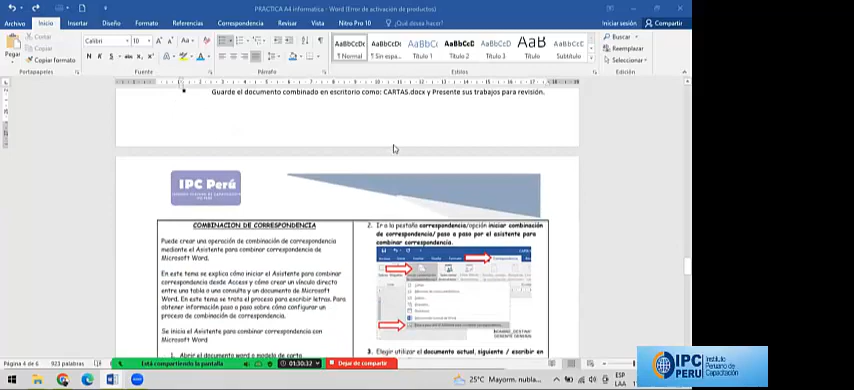 PRACTICA A4 informatica - Word (Error de activación de productos)
Archivo Inicio Insertar Diseño Formato Referencias Correspondencia Revisar Vista Nitro Pro 10 ¿Qué desea hacer? Iniciar sesión Compartir
Pegar
Cortar
Copiar
Copiar formato
Calibri 10
AaBbCcDc AaBbCcDc AaBbCc AaBbCcC AaBbCcD AaB AaBbCcD
¶ Normal ¶ Sin espa... Título 1 Título 2 Título 3 Título Subtítulo
Buscar
Reemplazar
Seleccionar
Portapapeles Fuente Párrafo Estilos Edición
Guarde el documento combinado en escritorio como: CARTAS.docx y Presente sus trabajos para revisión.
IPC Perú
COMBINACION DE CORRESPONDENCIA
Puede crear una operación de combinación de correspondencia
mediante el Asistente para combinar correspondencia de
Microsoft Word.
En este tema se explica cómo iniciar el Asistente para combinar
correspondencia desde Access y cómo crear un vínculo directo
entre una tabla o una consulta y un documento de Microsoft
Word. En este tema se trata el proceso para escribir letras. Para
obtener información paso a paso sobre cómo configurar un
proceso de combinación de correspondencia.
Se inicia el Asistente para combinar correspondencia con
Microsoft Word
1. Abrir el documento word o modelo de carta
2. Ir a la pestaña correspondencia/opción iniciar combinación
de correspondencia/ paso a paso por el asistente para
combinar correspondencia.
3. Elegir utilizar el documento actual, siguiente / escribir en
Página 4 de 6 923 palabras
Está compartiendo la pantalla 01:30:32 Dejar de compartir
25°C Mayorm. nubla... ESP
LAA
IPC
PERU
Instituto
Peruano de
Capacitación